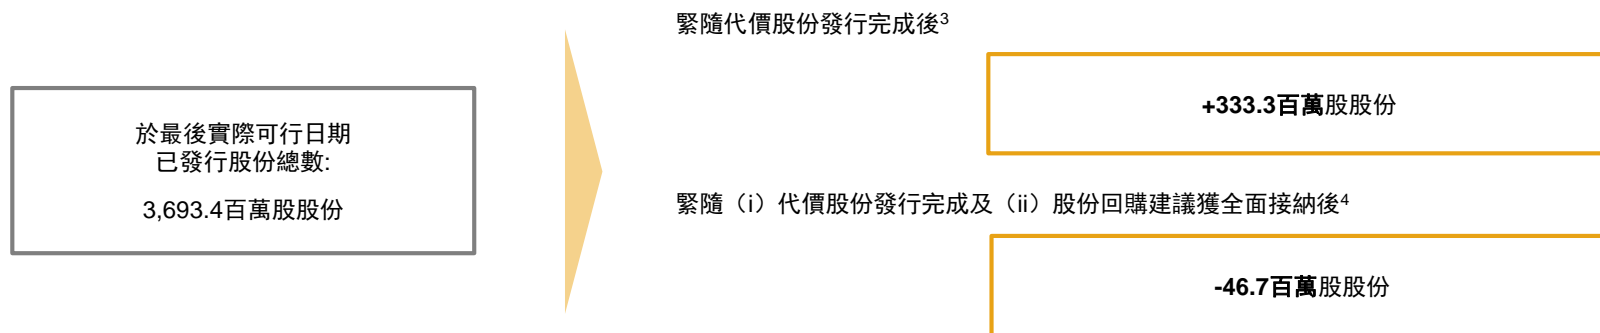 緊隨代價股份發行完成後³
+333.3百萬股股份
於最後實際可行日期
已發行股份總數:
3,693.4百萬股股份
緊隨（i）代價股份發行完成及（ii）股份回購建議獲全面接納後⁴
-46.7百萬股股份